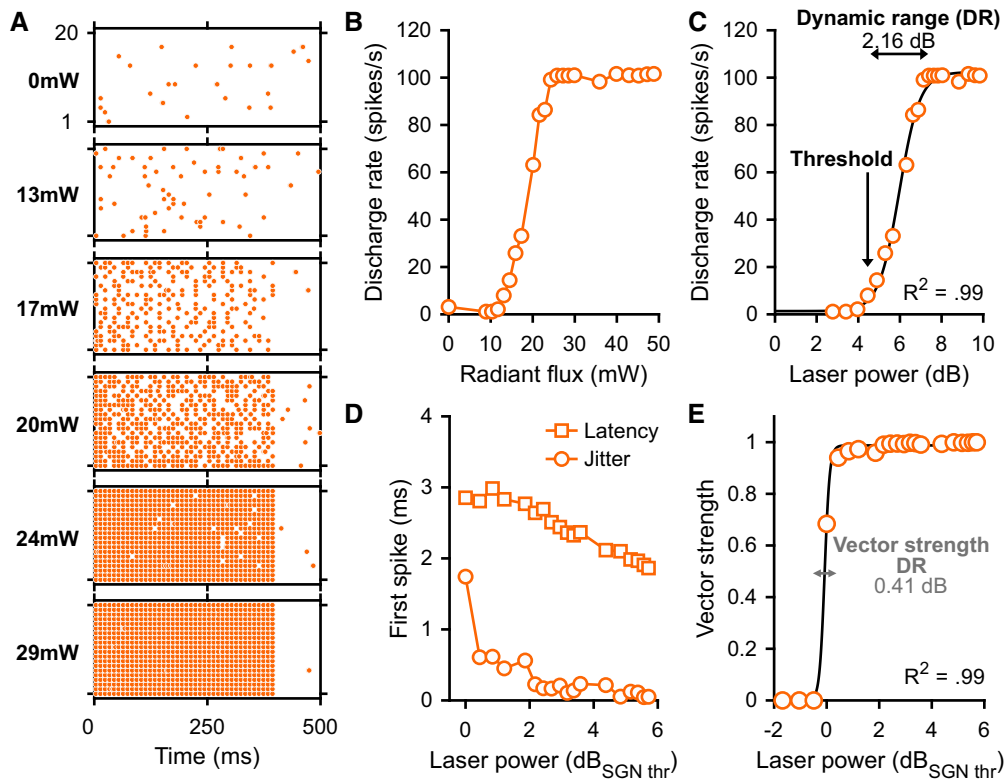 A
20
0mW
1
13mW
17mW
20mW
24mW
29mW
0 250 500
Time (ms)
B
120
100
80
60
40
20
0
Discharge rate (spikes/s)
0 10 20 30 40 50
Radiant flux (mW)
C
Dynamic range (DR)
2.16 dB
120
100
80
60
40
20
0
Discharge rate (spikes/s)
Threshold
R² = .99
0 2 4 6 8 10
Laser power (dB)
D
4
3
2
1
0
First spike (ms)
Latency
Jitter
0 2 4 6
Laser power (dB SGN thr)
E
1
0.8
0.6
0.4
0.2
0
Vector strength
Vector strength
DR
0.41 dB
R² = .99
-2 0 2 4 6
Laser power (dB SGN thr)